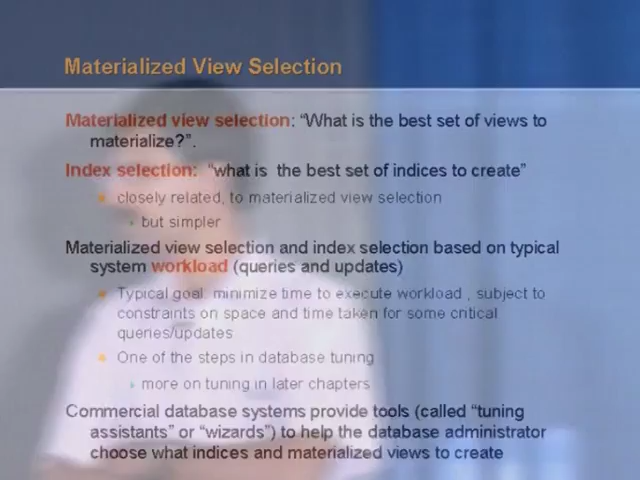 Materialized View Selection
Materialized view selection: “What is the best set of views to
materialize?”.
Index selection: “what is the best set of indices to create”
closely related, to materialized view selection
but simpler
Materialized view selection and index selection based on typical
system workload (queries and updates)
Typical goal: minimize time to execute workload , subject to
constraints on space and time taken for some critical
queries/updates
One of the steps in database tuning
more on tuning in later chapters
Commercial database systems provide tools (called “tuning
assistants” or “wizards”) to help the database administrator
choose what indices and materialized views to create